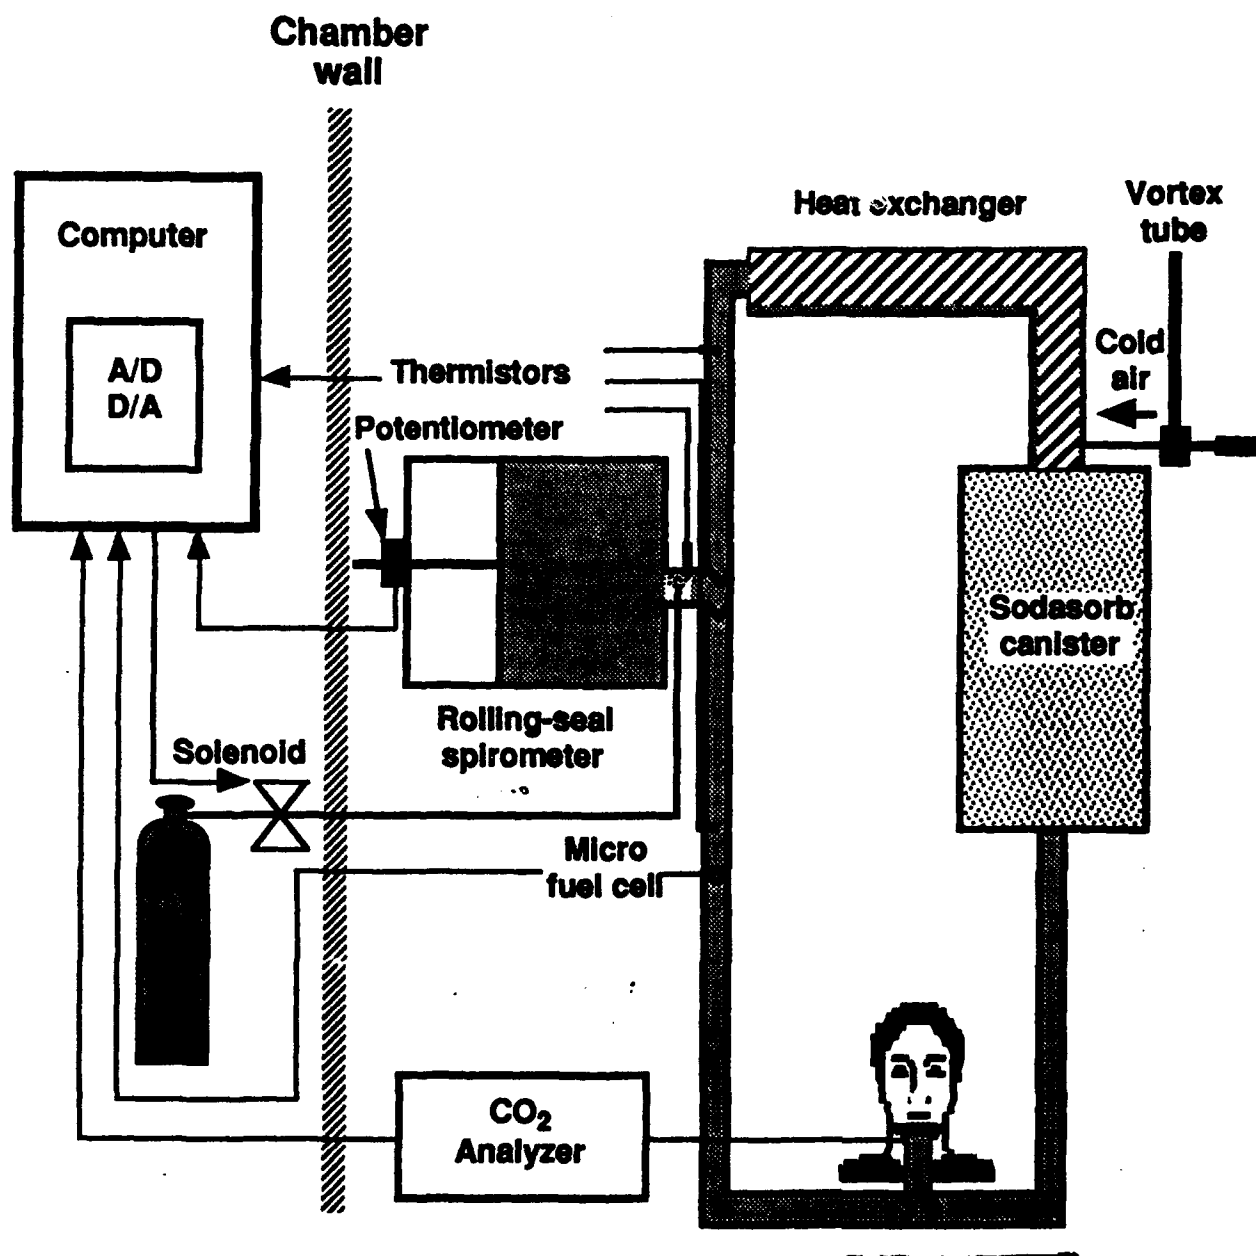 Chamber
wall
Computer
A/D
D/A
Heat exchanger
Vortex
tube
Cold
air
Thermistors
Potentiometer
Sodasorb
canister
Rolling-seal
spirometer
Solenoid
Micro
fuel cell
CO₂
Analyzer